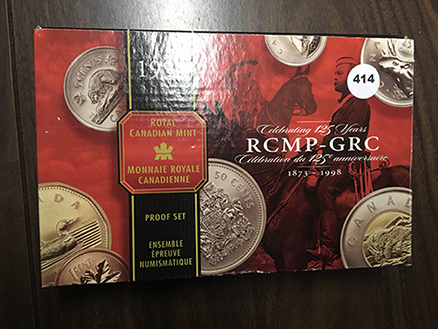 ROYAL
CANADIAN MINT
MONNAIE ROYALE
CANADIENNE
PROOF SET
ENSEMBLE
ÉPREUVE
NUMISMATIQUE
414
Celebrating 125 Years
RCMP-GRC
Célébration du 125e anniversaire
1873 - 1998
50 CENTS
CANADA